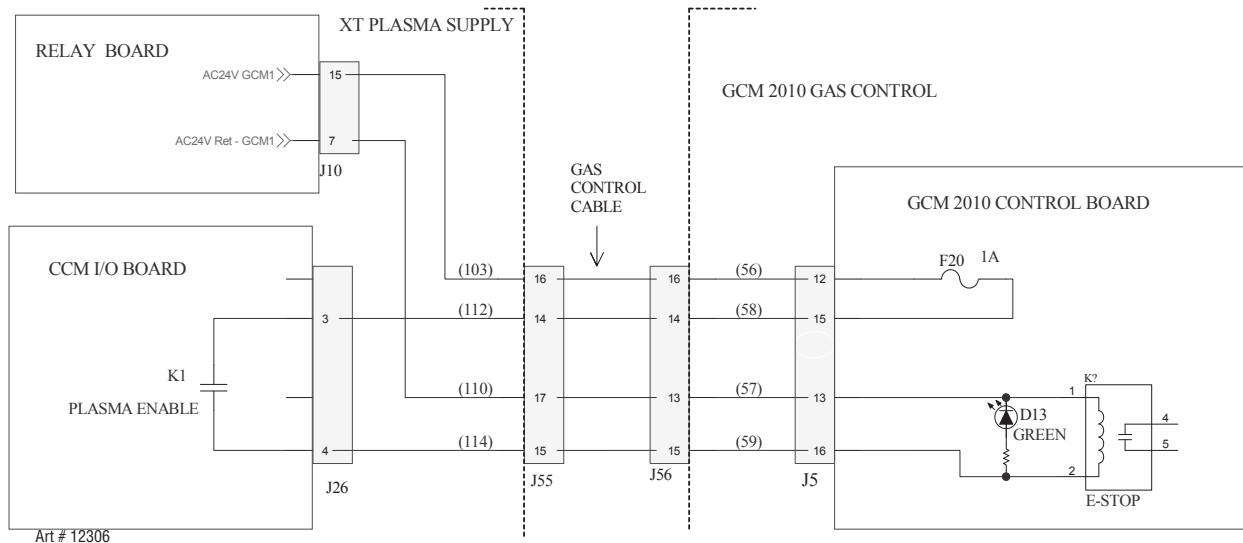 XT PLASMA SUPPLY
RELAY BOARD
AC24V GCM1
15
AC24V Ret - GCM1
7
J10
GCM 2010 GAS CONTROL
GAS
CONTROL
CABLE
GCM 2010 CONTROL BOARD
CCM I/O BOARD
(103)
16
16
(56)
12
F20
1A
3
(112)
14
14
(58)
15
K1
PLASMA ENABLE
(110)
17
13
(57)
13
1
K?
D13
GREEN
4
5
4
(114)
15
15
(59)
16
2
E-STOP
J26
J55
J56
J5
Art # 12306